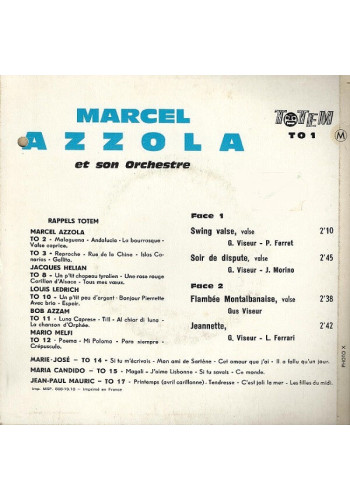 MARCEL
AZZOLA
et son Orchestre
TOTEM
TO 1
M
RAPPELS TOTEM
MARCEL AZZOLA
TO 2 - Malaguena - Andalucia - La bourrasque -
Valse caprice.
TO 3 - Reproche - Rue de la Chine - Islas Ca-
narias - Gallito.
JACQUES HELIAN
TO 8 - Un p'tit chapeau tyrolien - Une rose rouge
Carillon d'Alsace - Tous mes vœux.
LOUIS LEDRICH
TO 10 - Un p'tit peu d'argent - Bonjour Pierrette
Avec brio - Espoir.
BOB AZZAM
TO 11 - Luna Caprese - Till - Al chiar di luna -
La chanson d'Orphée.
MARIO MELFI
TO 12 - Poema - Mi Paloma - Para siempre -
Crépuscule.
Face 1
Swing valse, valse 2'10
G. Viseur - P. Ferret
Soir de dispute, valse 2'45
G. Viseur - J. Morino
Face 2
Flambée Montalbanaise, valse 2'38
Gus Viseur
Jeannette, 2'42
G. Viseur - L. Ferrari
MARIE-JOSÉ - TO 14 - Si tu m'écrivais - Mon ami de Sartène - Cet amour que j'ai - Il a fallu qu'un jour.
MARIA CANDIDO - TO 15 - Magali - J'aime Lisbonne - Si tu savais - Ce monde.
JEAN-PAUL MAURIC - TO 17 - Printemps (avril carillonne) - Tendresse - C'est joli la mer - Les filles du midi.
Imprimé en France
PHOTO X